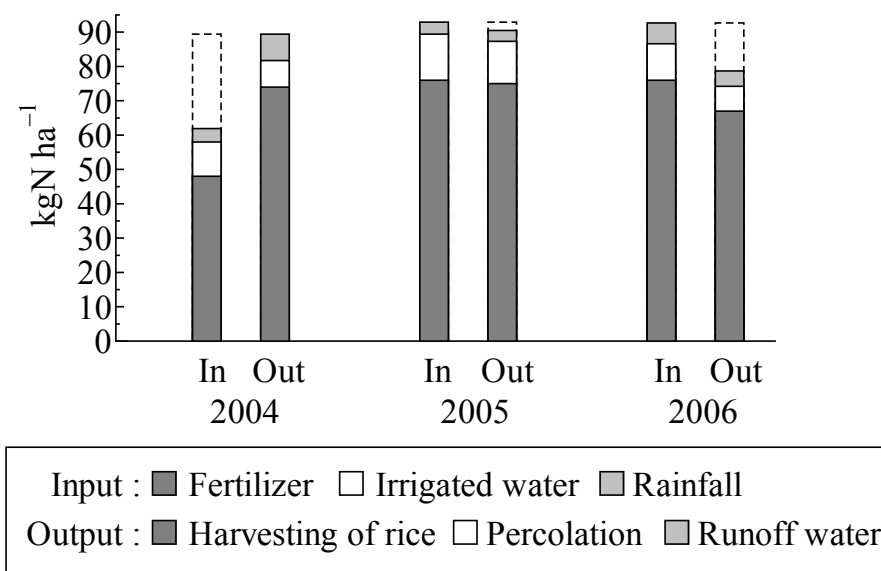 90
80
70
60
50
40
30
20
10
0
kgN ha⁻¹
In Out In Out In Out
2004 2005 2006
Input : Fertilizer Irrigated water Rainfall
Output : Harvesting of rice Percolation Runoff water